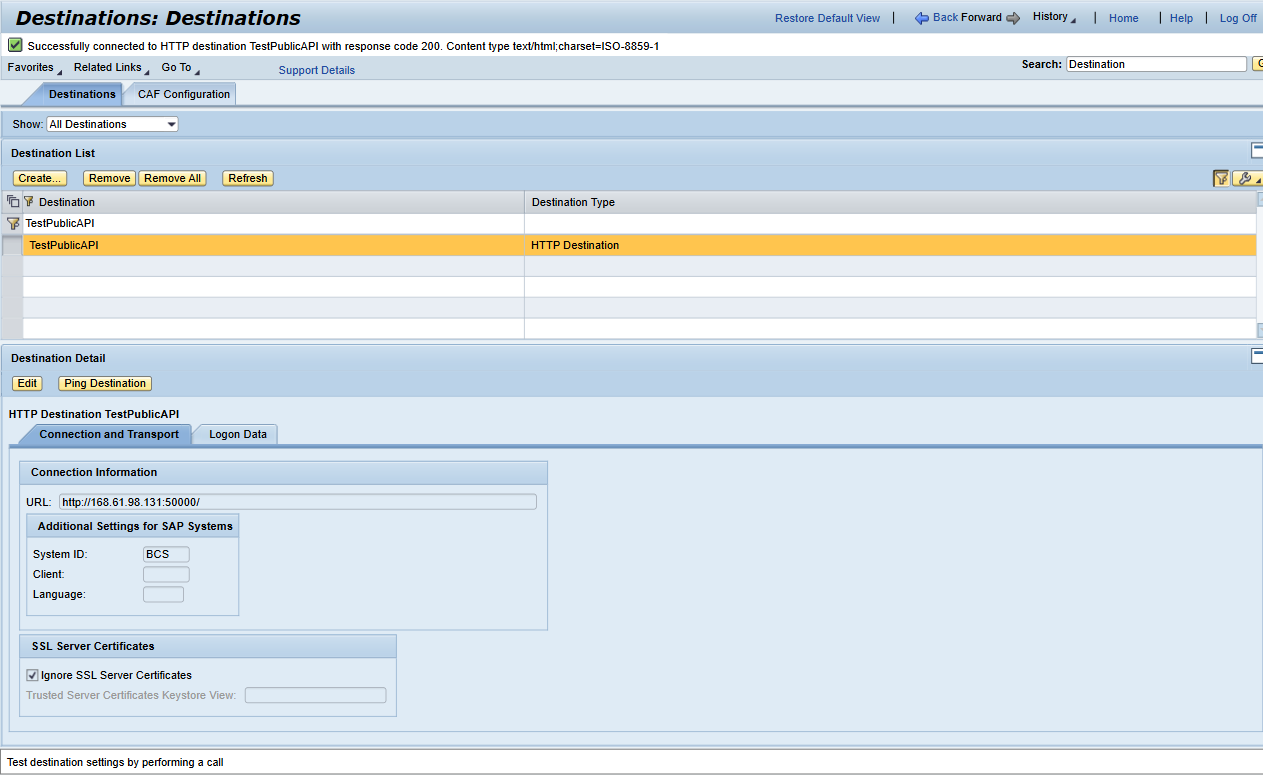 Destinations: Destinations
Restore Default View | Back Forward History | Home | Help | Log Off
Successfully connected to HTTP destination TestPublicAPI with response code 200. Content type text/html;charset=ISO-8859-1
Favorites Related Links Go To Support Details Search: Destination
Destinations CAF Configuration
Show: All Destinations
Destination List
Create... Remove Remove All Refresh
Destination Destination Type
TestPublicAPI
TestPublicAPI HTTP Destination
Destination Detail
Edit Ping Destination
HTTP Destination TestPublicAPI
Connection and Transport Logon Data
Connection Information
URL: http://168.61.98.131:50000/
Additional Settings for SAP Systems
System ID: BCS
Client:
Language:
SSL Server Certificates
Ignore SSL Server Certificates
Trusted Server Certificates Keystore View:
Test destination settings by performing a call